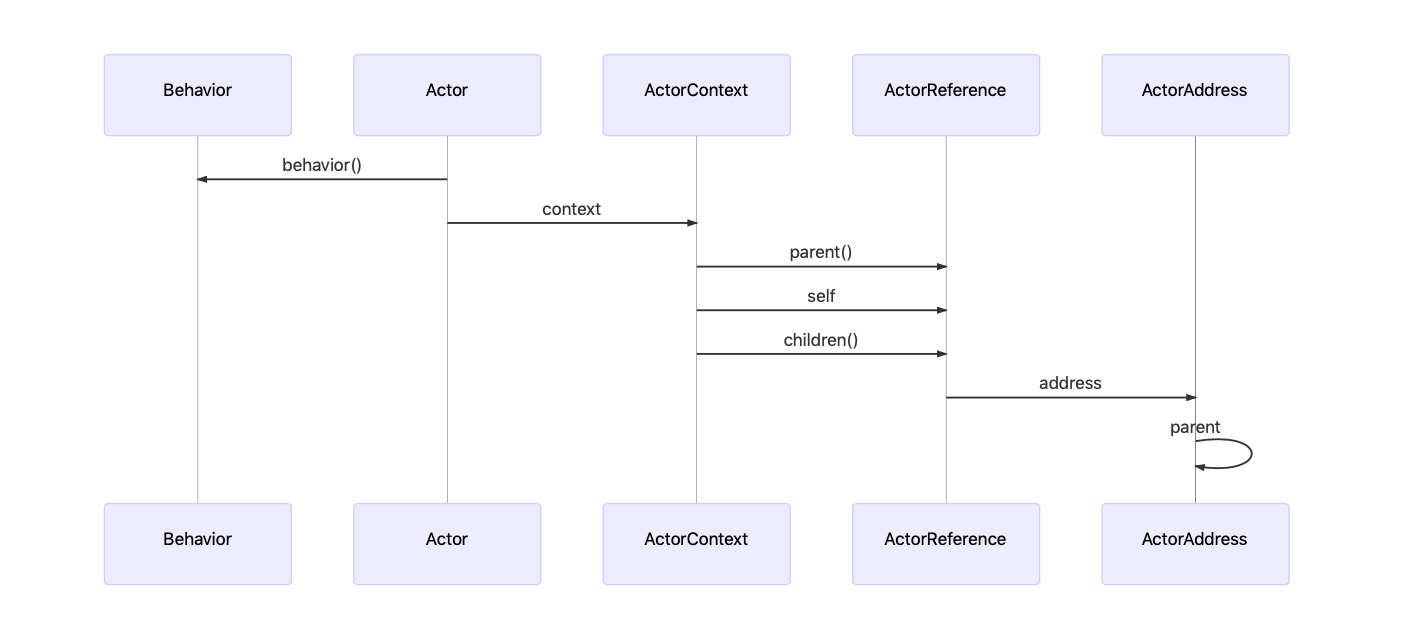 Behavior
Actor
ActorContext
ActorReference
ActorAddress
behavior()
context
parent()
self
children()
address
parent
Behavior
Actor
ActorContext
ActorReference
ActorAddress